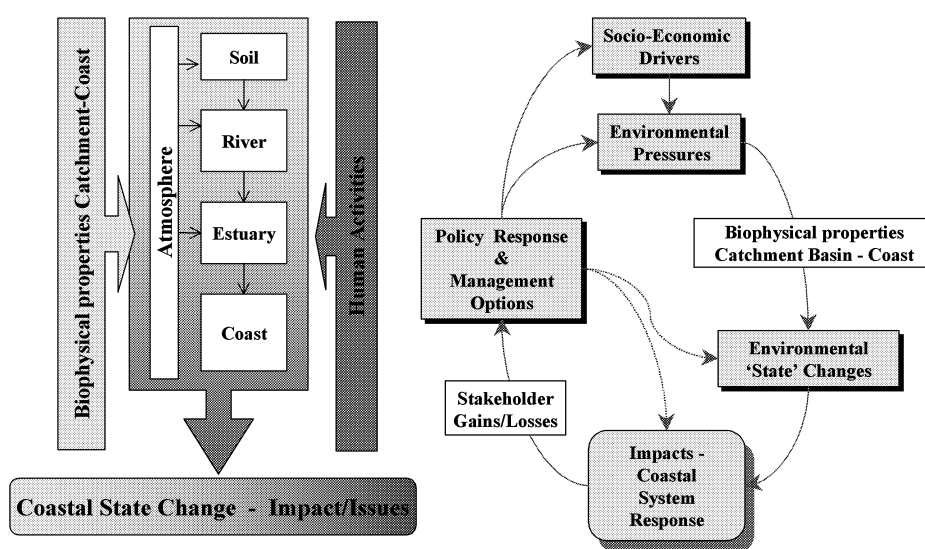 Biophysical properties Catchment-Coast
Atmosphere
Soil
River
Estuary
Coast
Human Activities
Coastal State Change - Impact/Issues
Socio-Economic
Drivers
Environmental
Pressures
Policy Response
&
Management
Options
Biophysical properties
Catchment Basin - Coast
Environmental
‘State’ Changes
Stakeholder
Gains/Losses
Impacts -
Coastal
System
Response